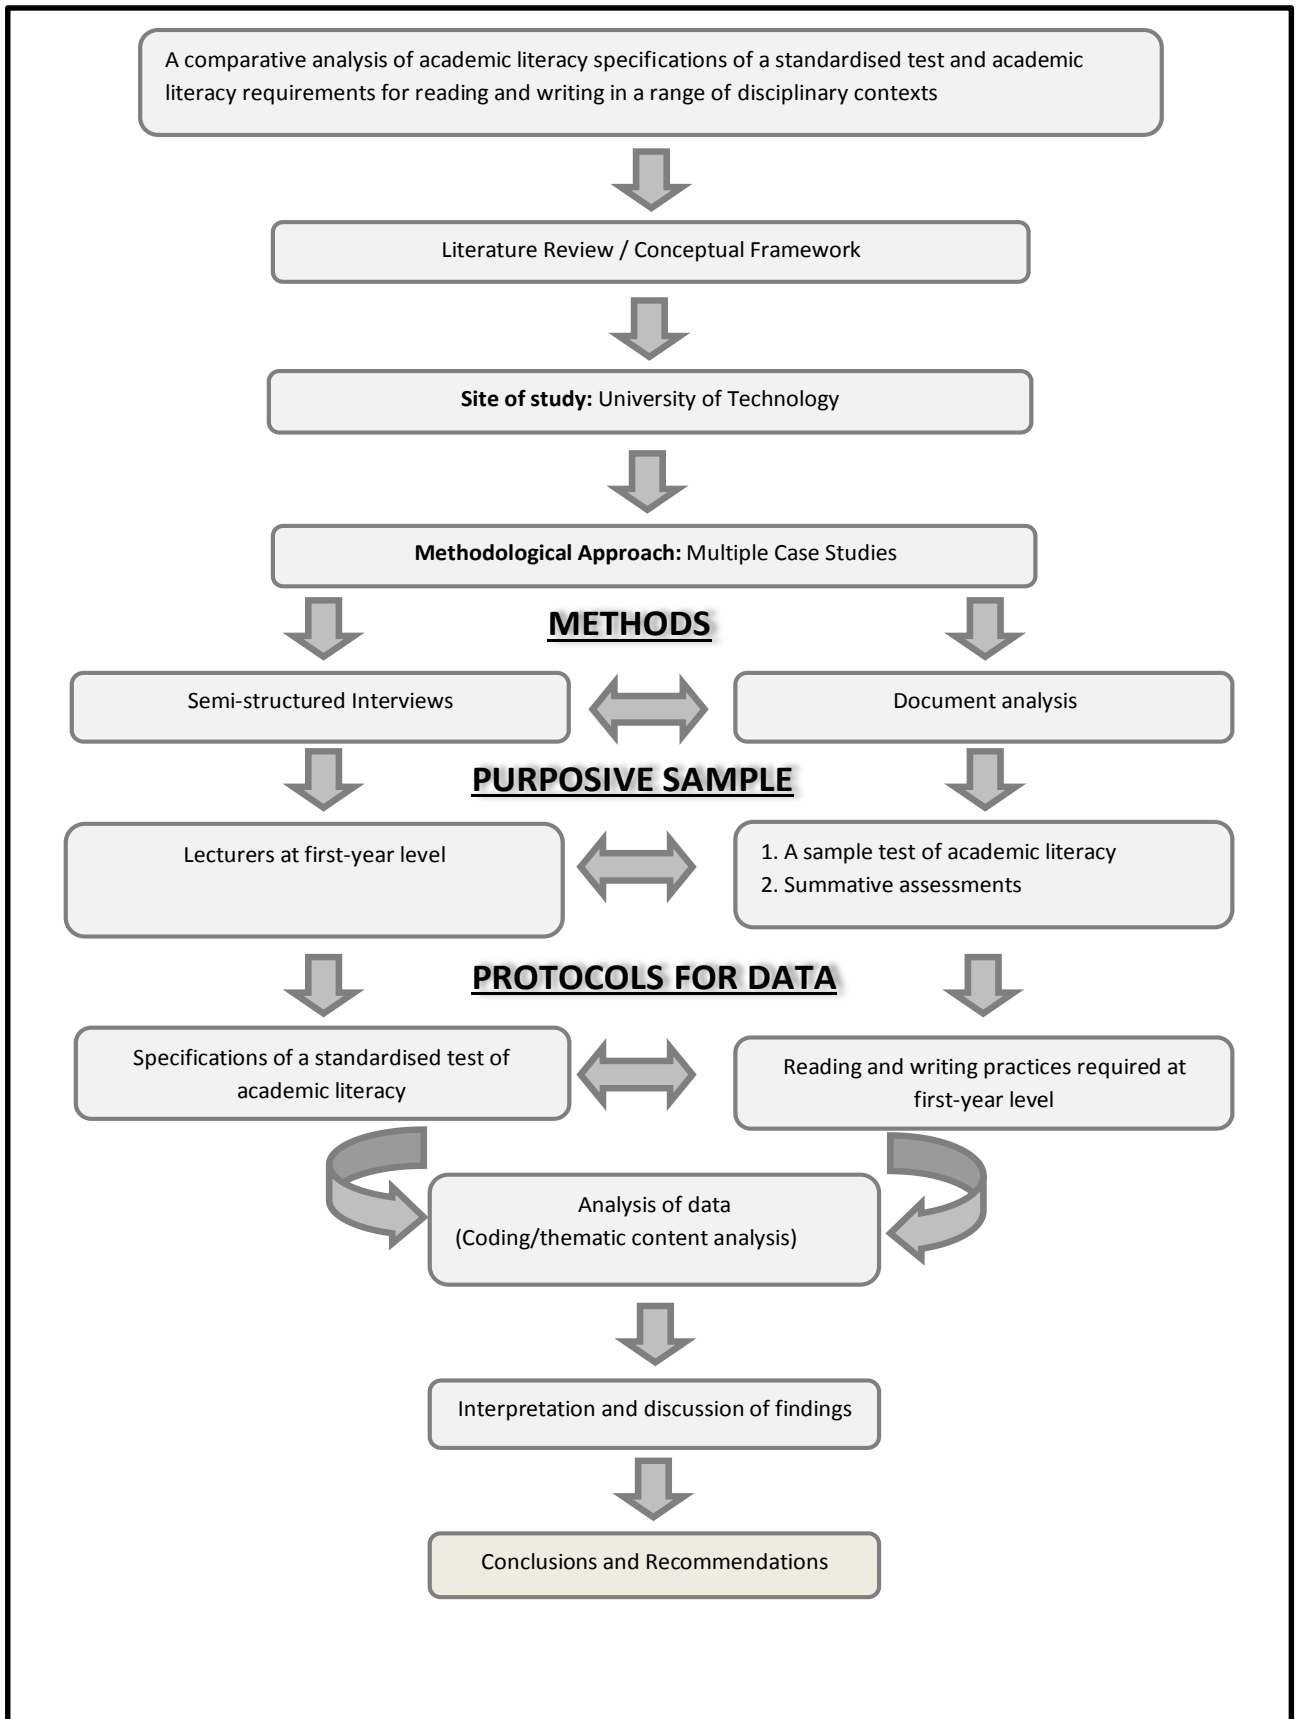 A comparative analysis of academic literacy specifications of a standardised test and academic
literacy requirements for reading and writing in a range of disciplinary contexts
Literature Review / Conceptual Framework
Site of study: University of Technology
Methodological Approach: Multiple Case Studies
METHODS
Semi-structured Interviews
Document analysis
PURPOSIVE SAMPLE
Lecturers at first-year level
1. A sample test of academic literacy
2. Summative assessments
PROTOCOLS FOR DATA
Specifications of a standardised test of
academic literacy
Reading and writing practices required at
first-year level
Analysis of data
(Coding/thematic content analysis)
Interpretation and discussion of findings
Conclusions and Recommendations